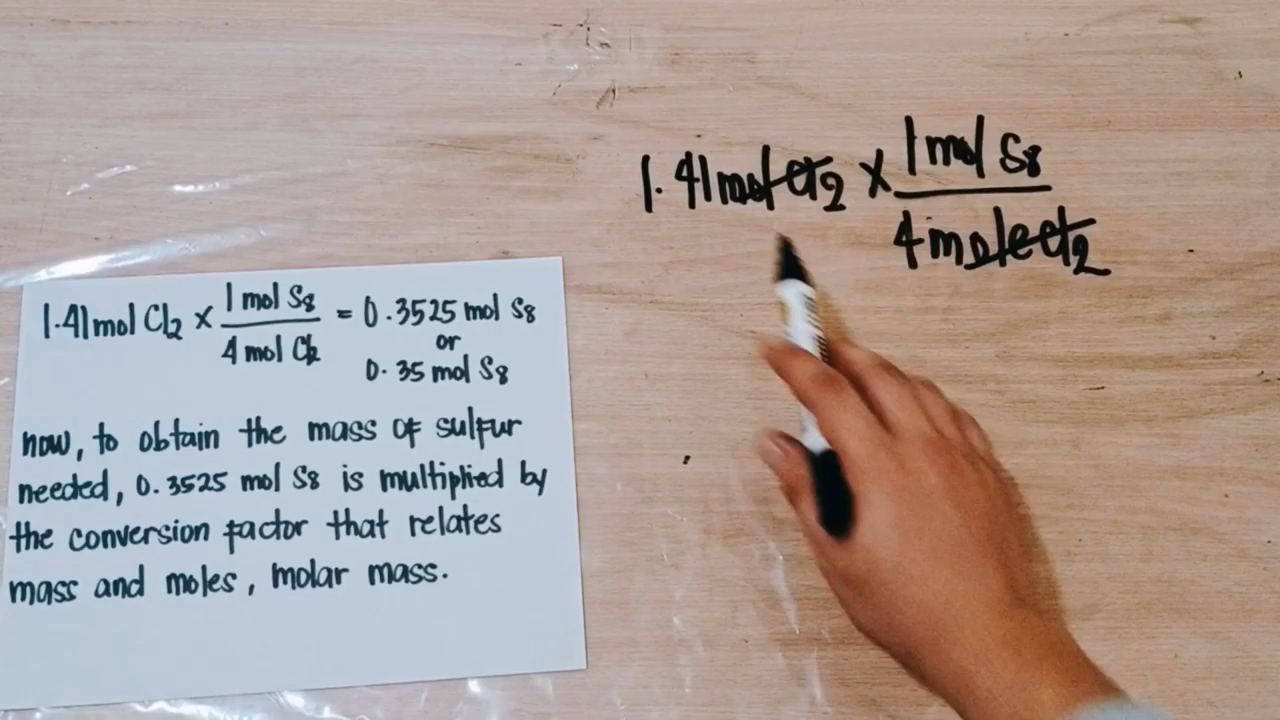 1.41 mol Cl2 × 1 mol S8 / 4 mol Cl2 = 0.3525 mol S8
or
0.35 mol S8
now, to obtain the mass of sulfur
needed, 0.3525 mol S8 is multiplied by
the conversion factor that relates
mass and moles, molar mass.
1.41 mol Cl2 × 1 mol S8 / 4 mole Cl2